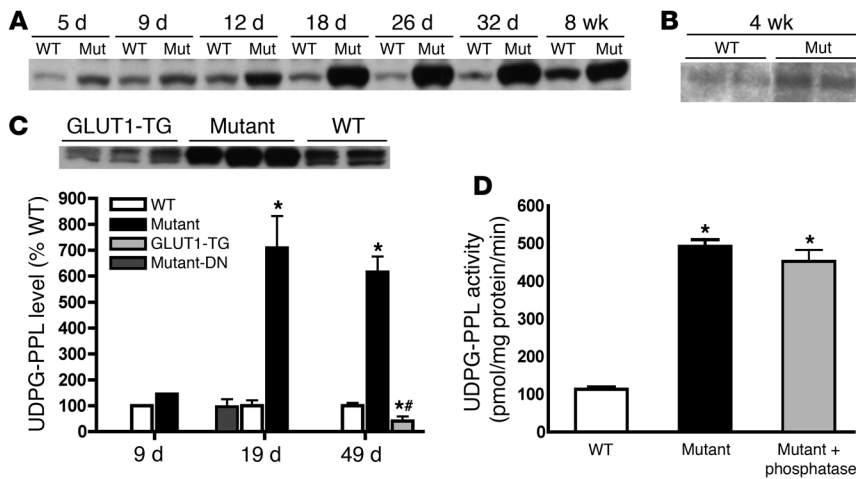 A
5 d 9 d 12 d 18 d 26 d 32 d 8 wk
WT Mut WT Mut WT Mut WT Mut WT Mut WT Mut WT Mut
B
4 wk
WT Mut
C
GLUT1-TG Mutant WT
UDPG-PPL level (% WT)
900
800
700
600
500
400
300
200
100
0
WT
Mutant
GLUT1-TG
Mutant-DN
*
*
*#
9 d 19 d 49 d
D
UDPG-PPL activity
(pmol/mg protein/min)
600
500
400
300
200
100
0
*
*
WT Mutant Mutant +
phosphatase